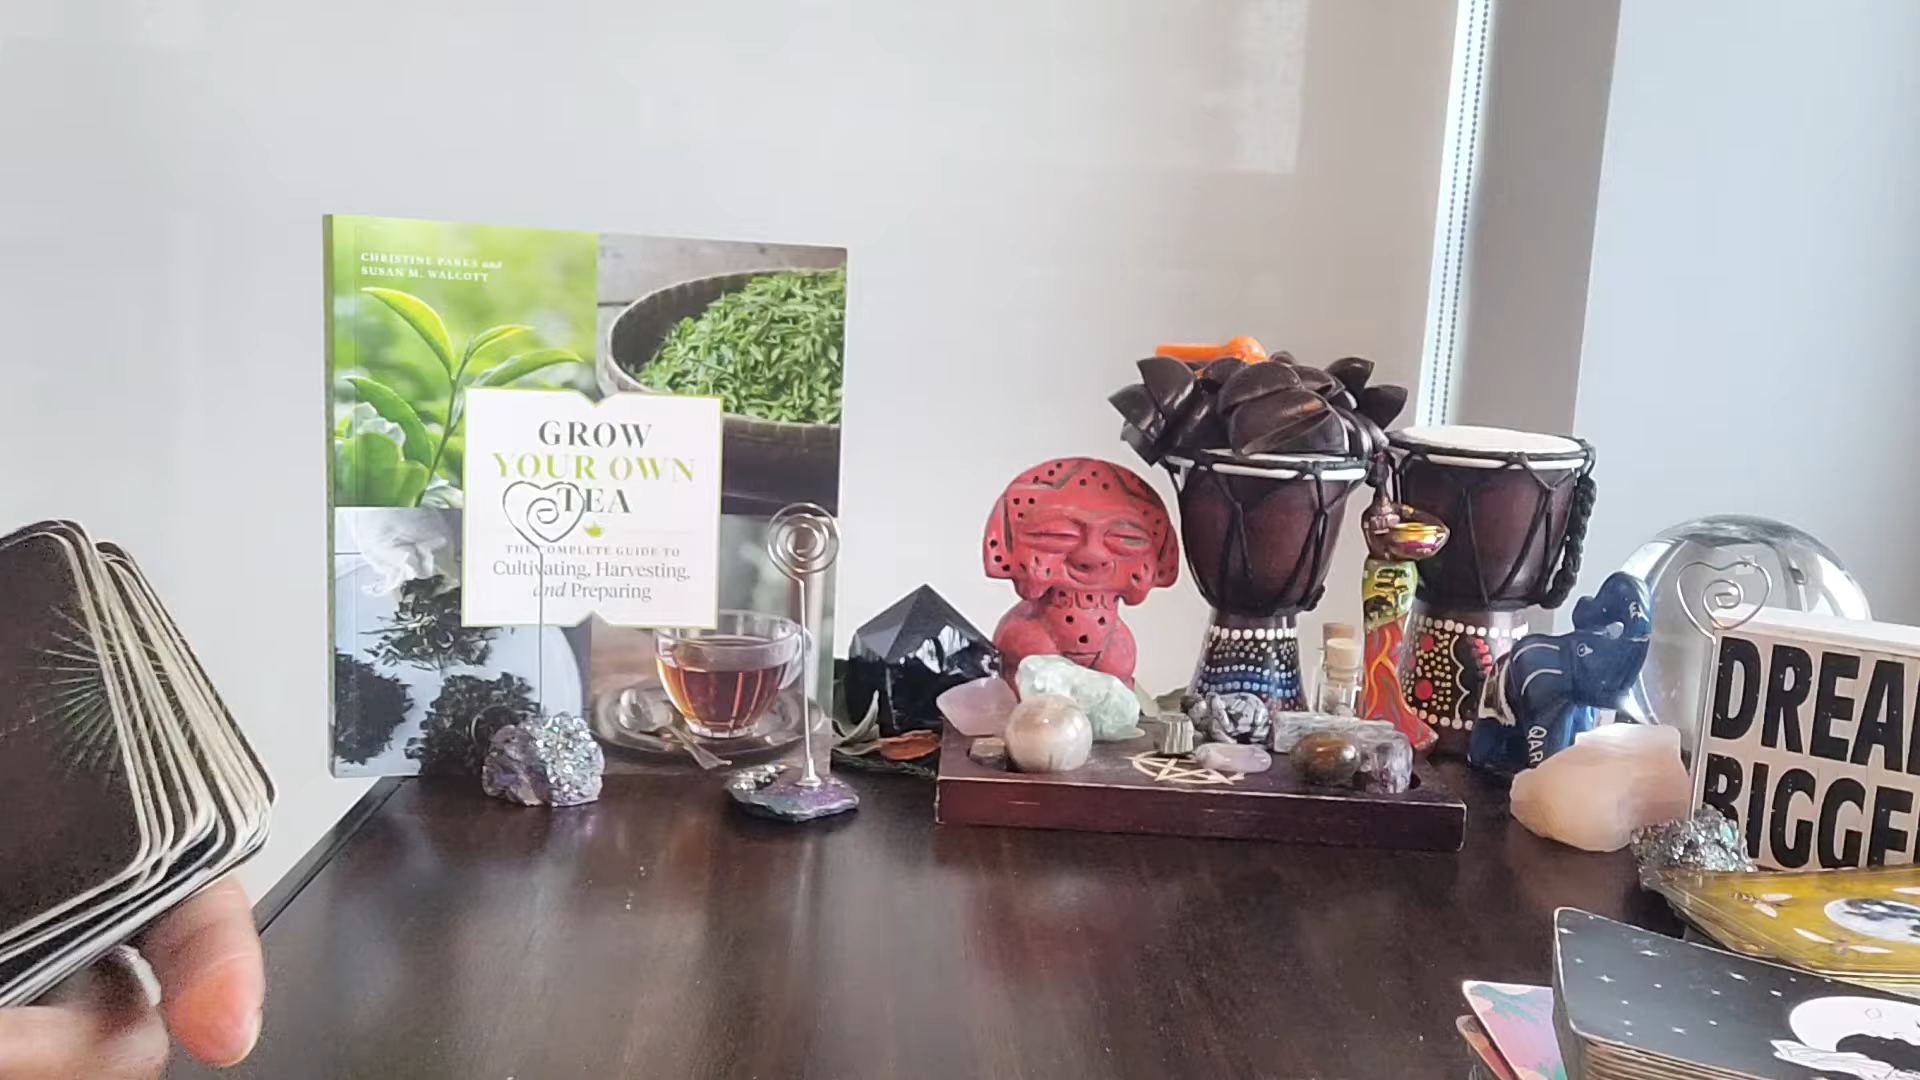 CHRISTINE PARKS and
SUSAN M. WALCOTT
GROW
YOUR OWN
TEA
THE COMPLETE GUIDE TO
Cultivating, Harvesting,
and Preparing
QAR
DREA
BIGGE